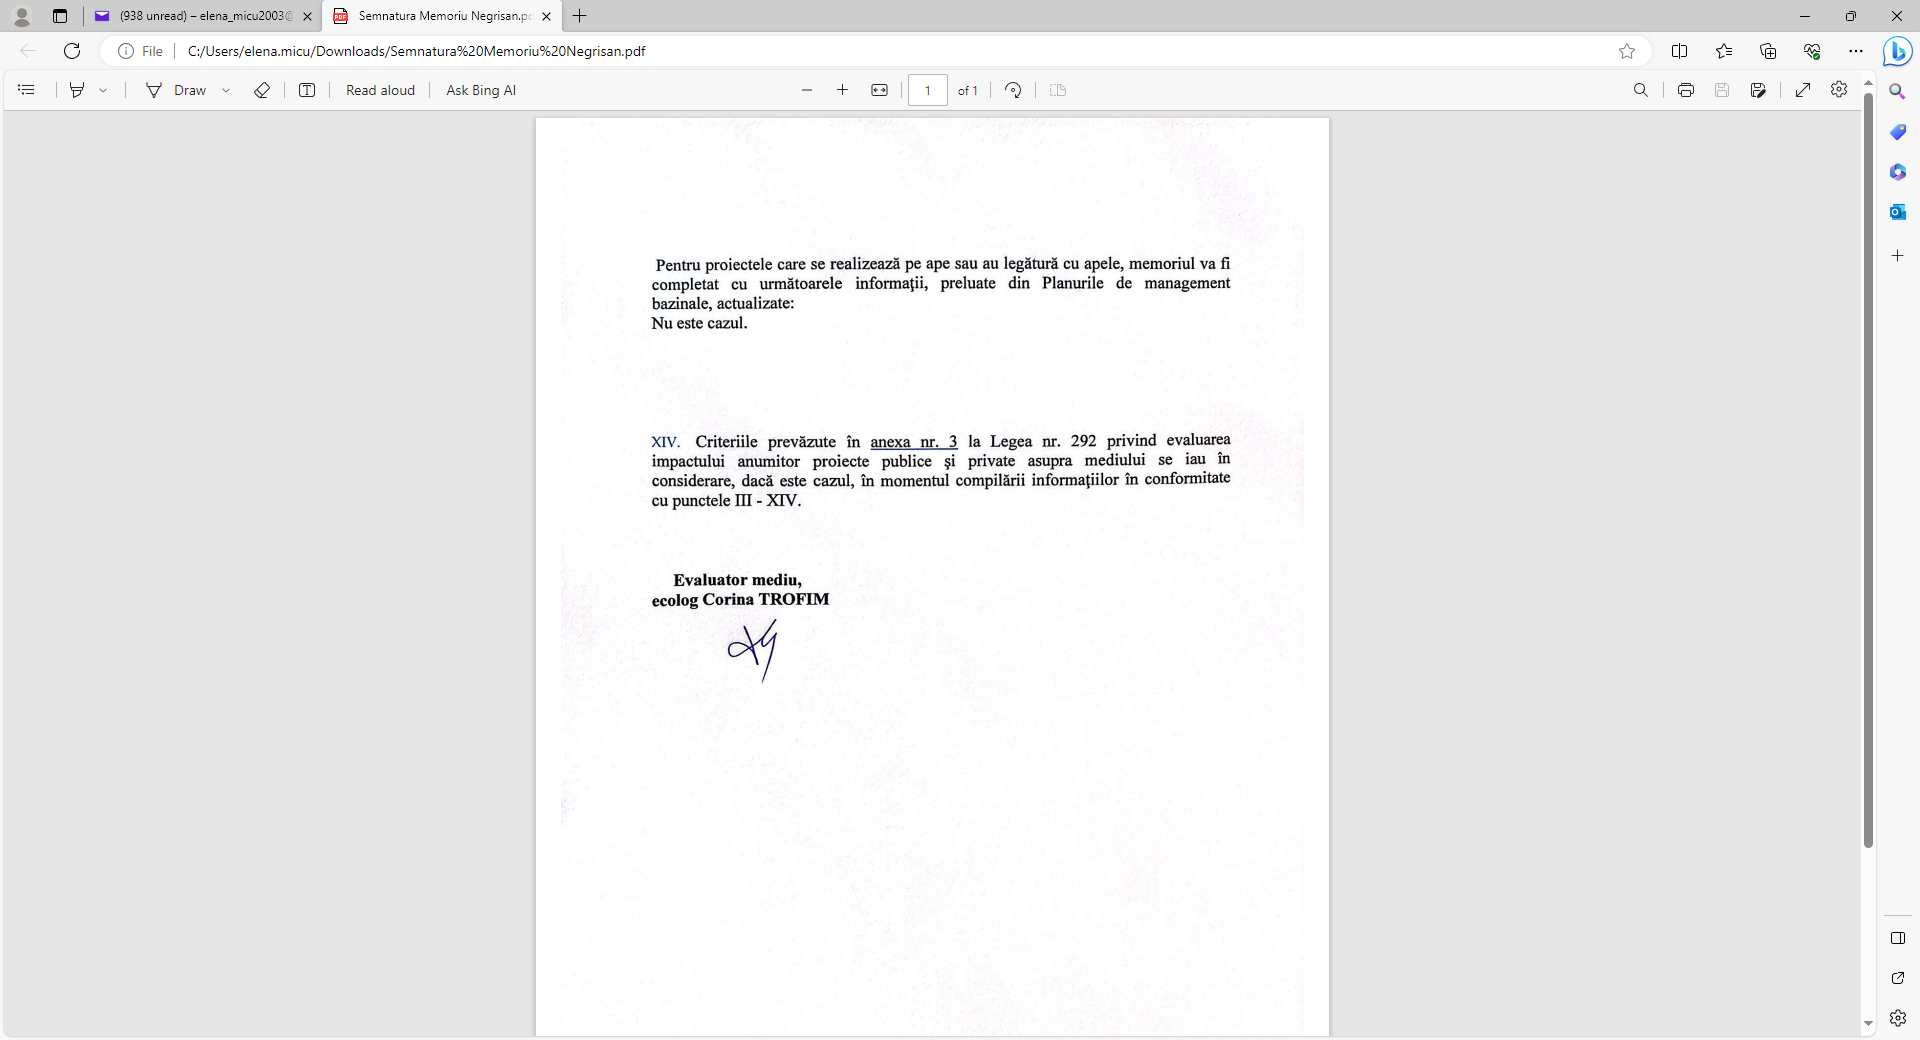 (938 unread) – elena_micu2003@
Semnatura Memoriu Negrisan.pd
File
C:/Users/elena.micu/Downloads/Semnatura%20Memoriu%20Negrisan.pdf
Draw
Read aloud
Ask Bing AI
1
of 1
Pentru proiectele care se realizează pe ape sau au legătură cu apele, memoriul va fi
completat cu următoarele informaţii, preluate din Planurile de management
bazinale, actualizate:
Nu este cazul.
XIV. Criteriile prevăzute în anexa nr. 3 la Legea nr. 292 privind evaluarea
impactului anumitor proiecte publice şi private asupra mediului se iau în
considerare, dacă este cazul, în momentul compilării informaţiilor în conformitate
cu punctele III - XIV.
Evaluator mediu,
ecolog Corina TROFIM